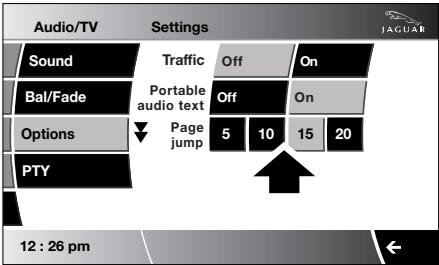 Audio/TV Settings JAGUAR
Sound Traffic Off On
Bal/Fade Portable audio text Off On
Options Page jump 5 10 15 20
PTY
12 : 26 pm